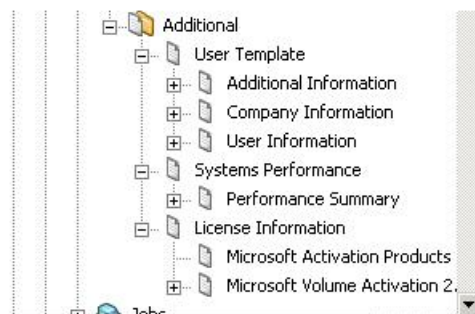 Additional
User Template
Additional Information
Company Information
User Information
Systems Performance
Performance Summary
License Information
Microsoft Activation Products
Microsoft Volume Activation 2.
Jobs